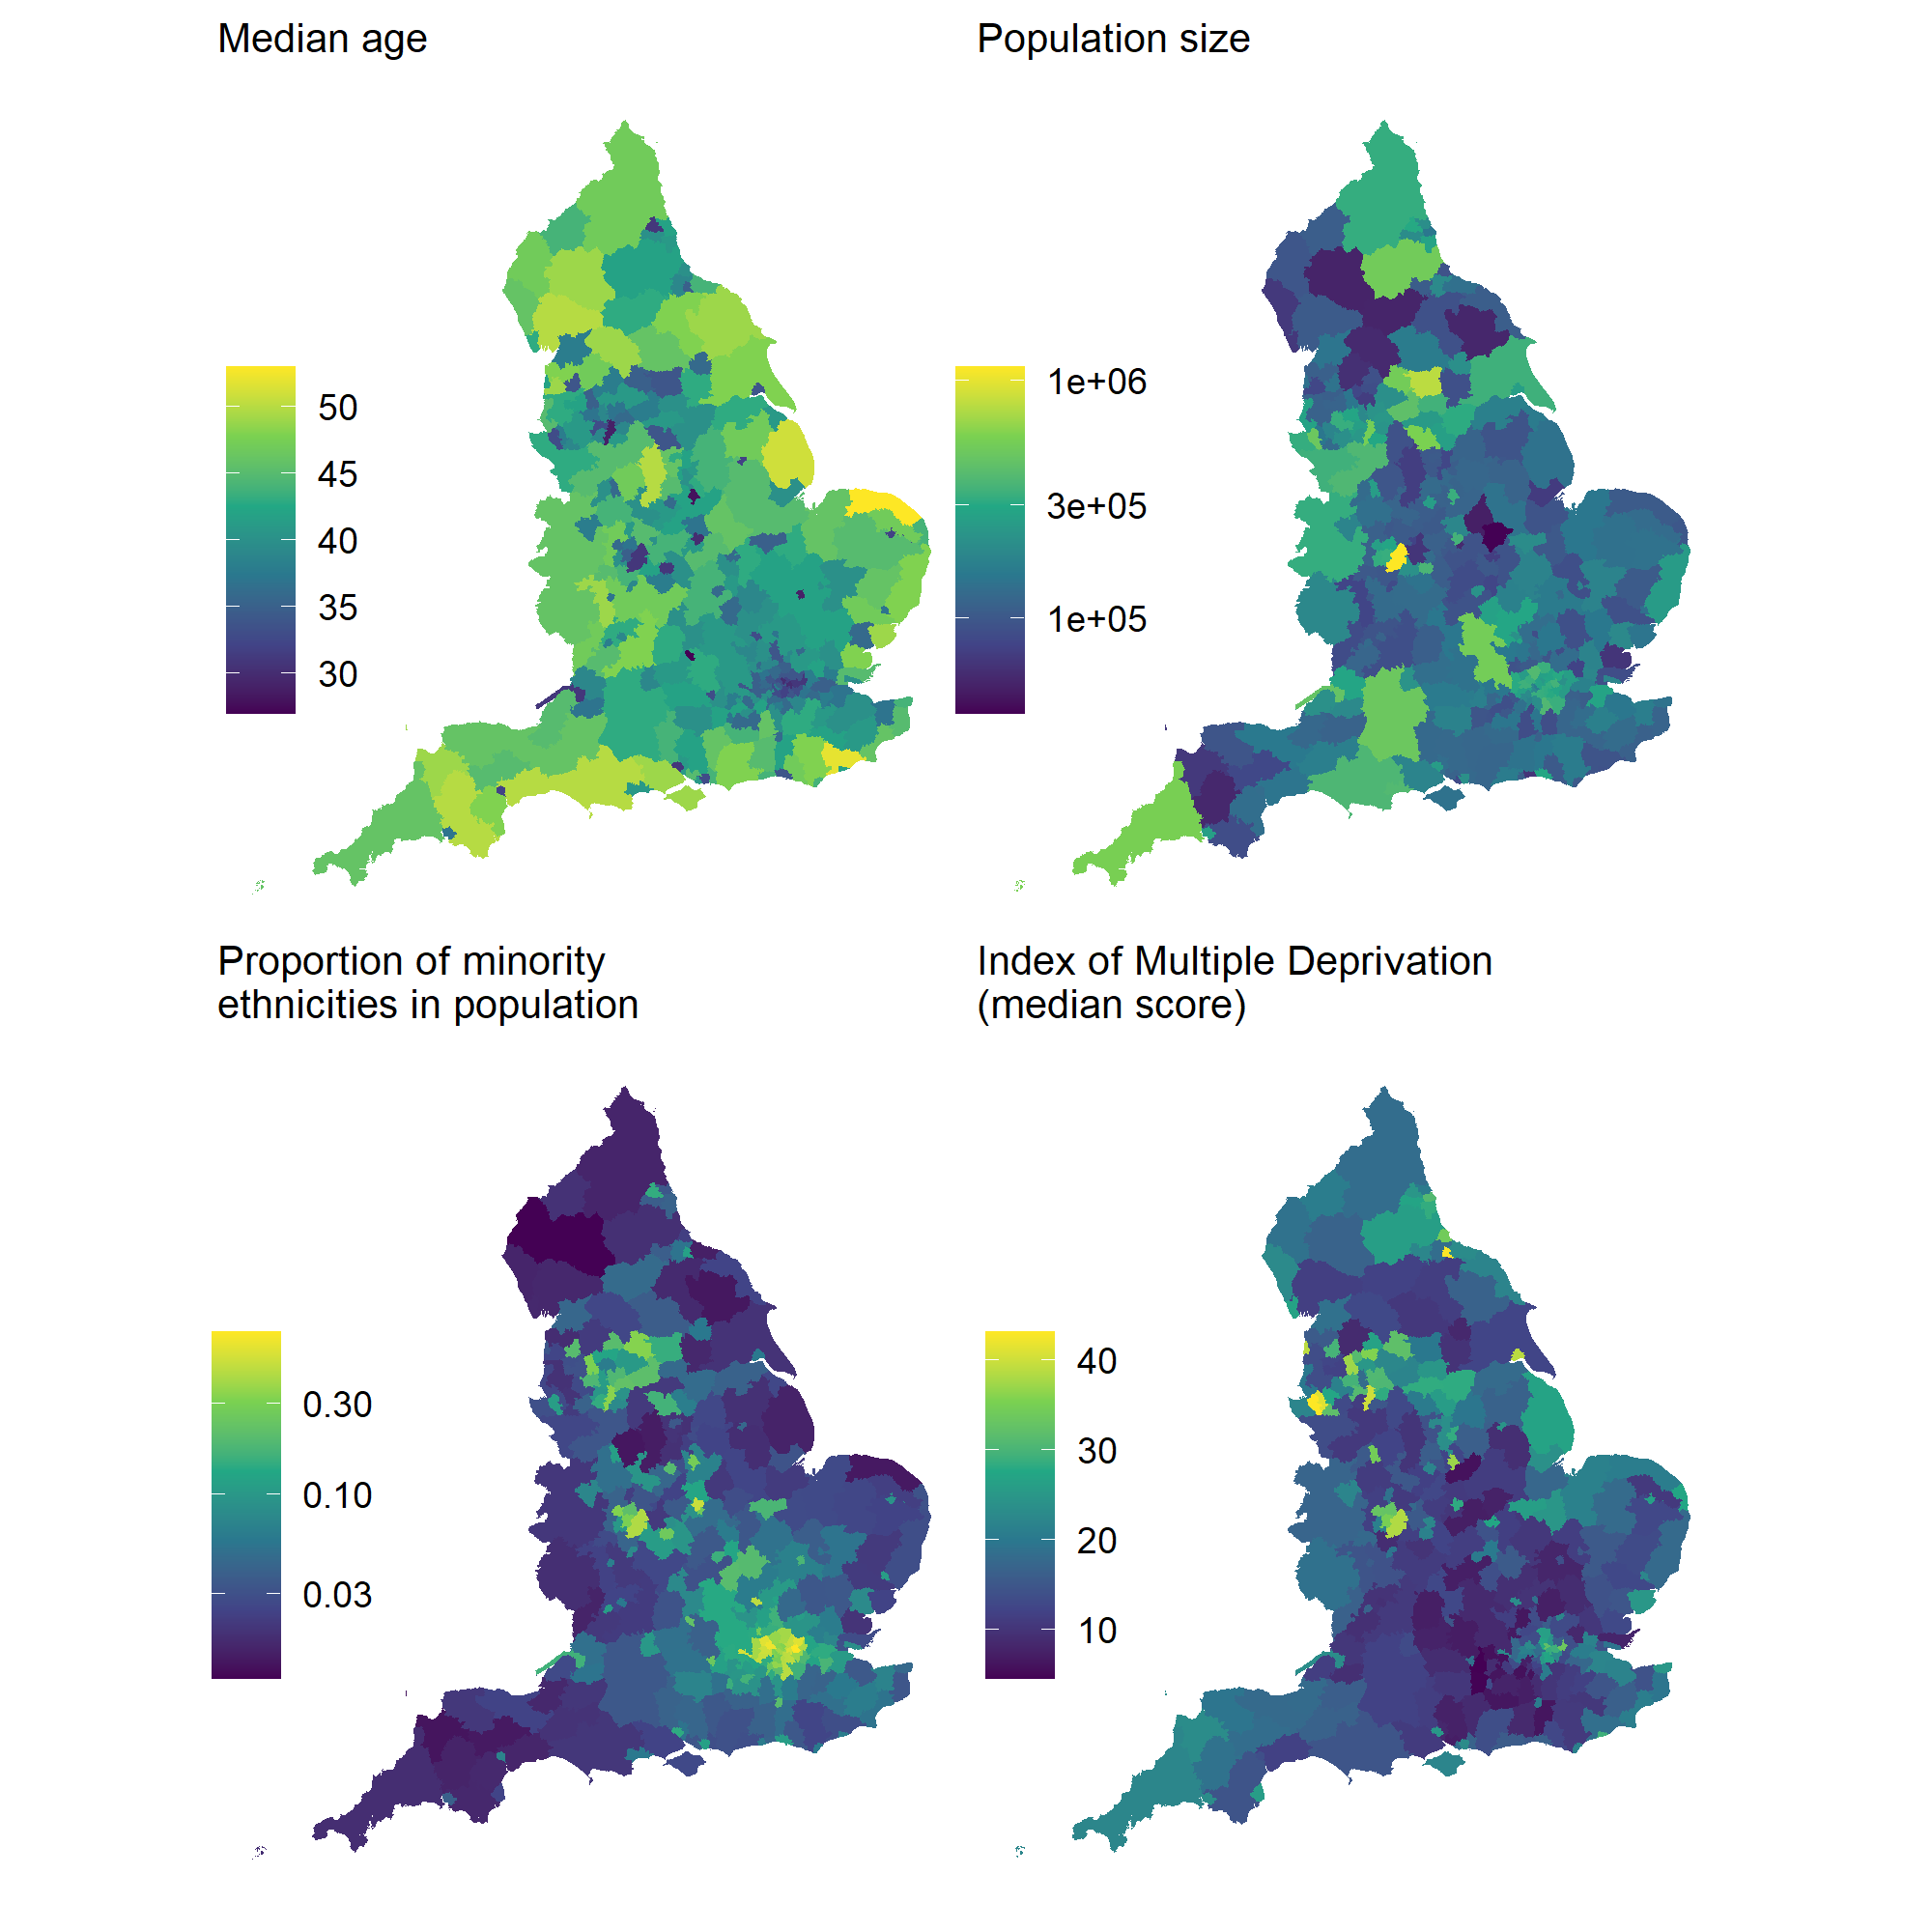 Median age
Population size
50
45
40
35
30
1e+06
3e+05
1e+05
Proportion of minority
ethnicities in population
Index of Multiple Deprivation
(median score)
0.30
0.10
0.03
40
30
20
10